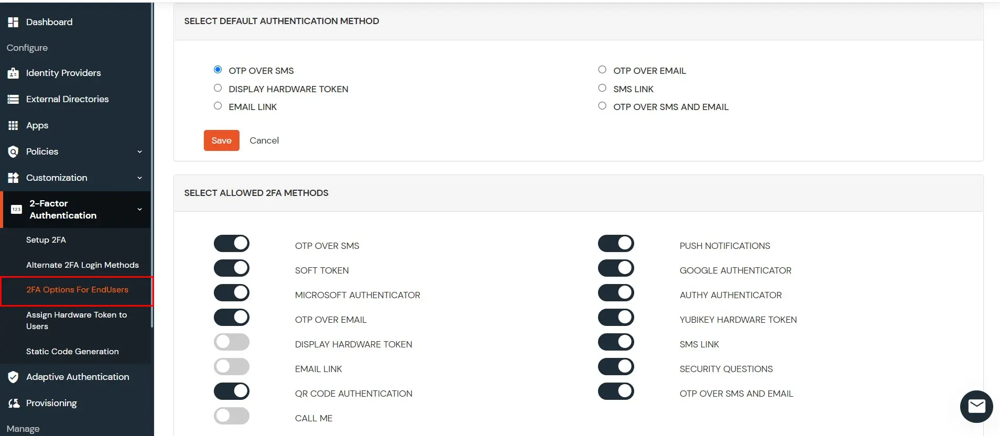 Dashboard
Configure
Identity Providers
External Directories
Apps
Policies
Customization
123
2-Factor
Authentication
Setup 2FA
Alternate 2FA Login Methods
2FA Options For EndUsers
Assign Hardware Token to
Users
Static Code Generation
Adaptive Authentication
Provisioning
Manage
SELECT DEFAULT AUTHENTICATION METHOD
OTP OVER SMS
OTP OVER EMAIL
DISPLAY HARDWARE TOKEN
SMS LINK
EMAIL LINK
OTP OVER SMS AND EMAIL
Save Cancel
SELECT ALLOWED 2FA METHODS
OTP OVER SMS
PUSH NOTIFICATIONS
SOFT TOKEN
GOOGLE AUTHENTICATOR
MICROSOFT AUTHENTICATOR
AUTHY AUTHENTICATOR
OTP OVER EMAIL
YUBIKEY HARDWARE TOKEN
DISPLAY HARDWARE TOKEN
SMS LINK
EMAIL LINK
SECURITY QUESTIONS
QR CODE AUTHENTICATION
OTP OVER SMS AND EMAIL
CALL ME